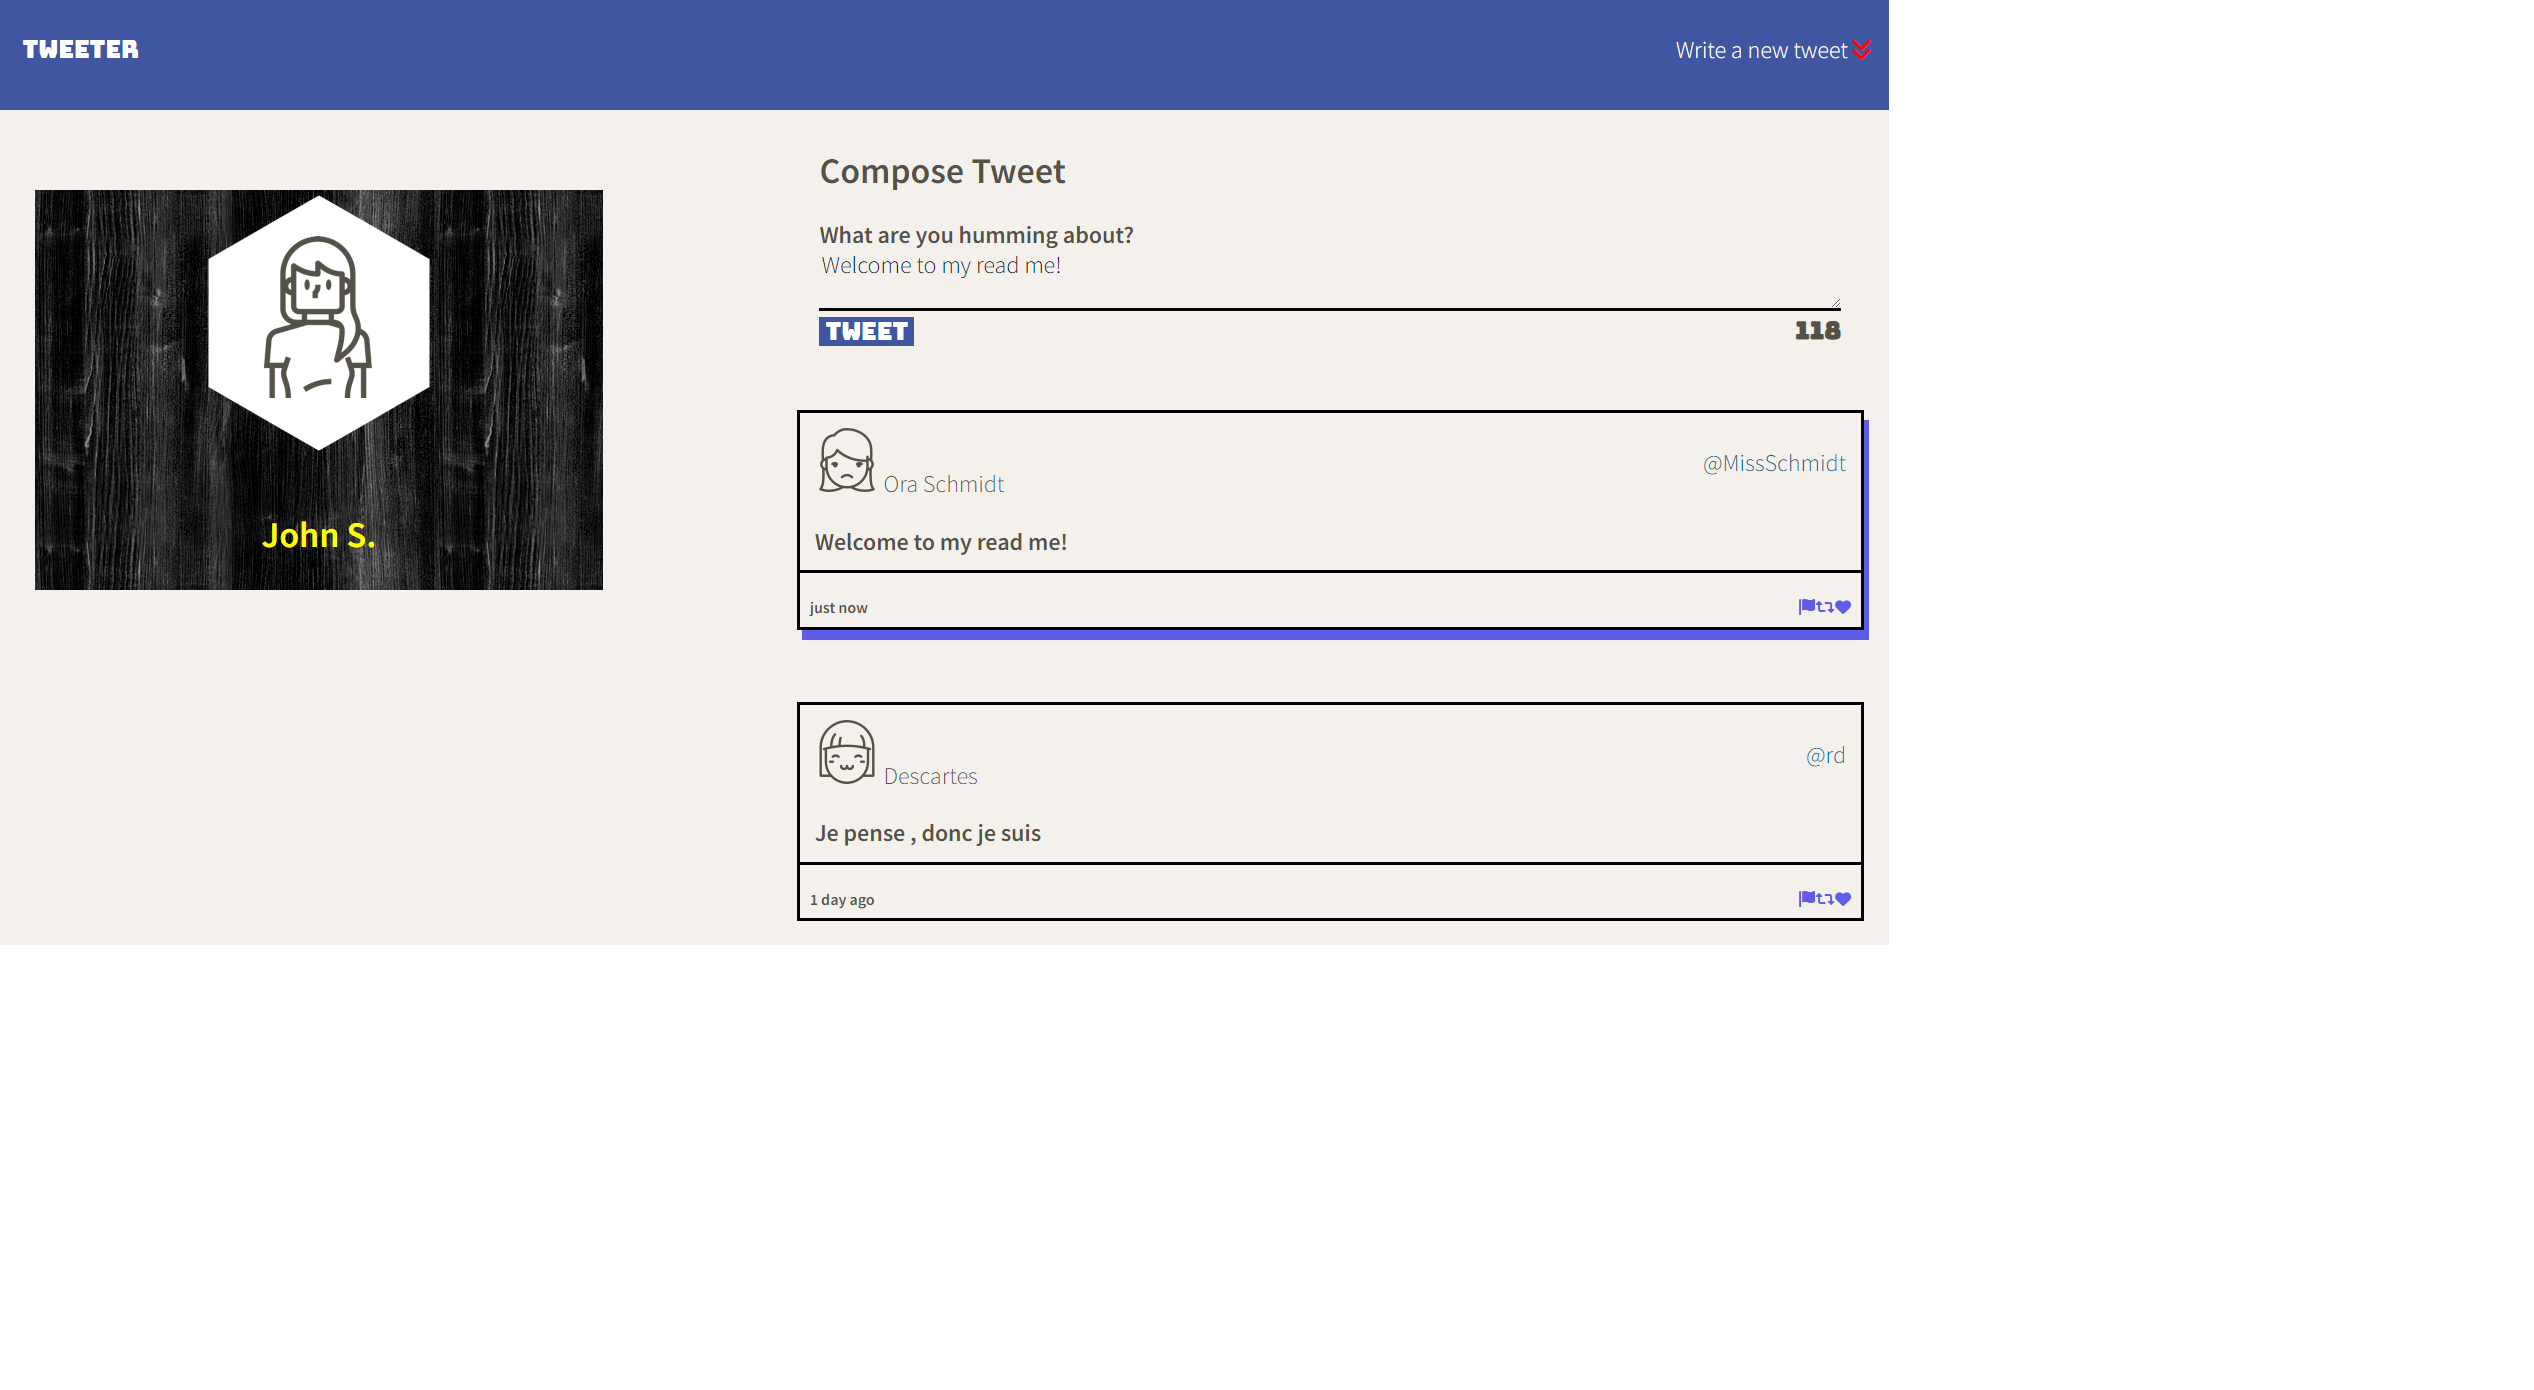 TWEETER
Write a new tweet
John S.
Compose Tweet
What are you humming about?
Welcome to my read me!
TWEET
118
Ora Schmidt
@MissSchmidt
Welcome to my read me!
just now
Descartes
@rd
Je pense , donc je suis
1 day ago